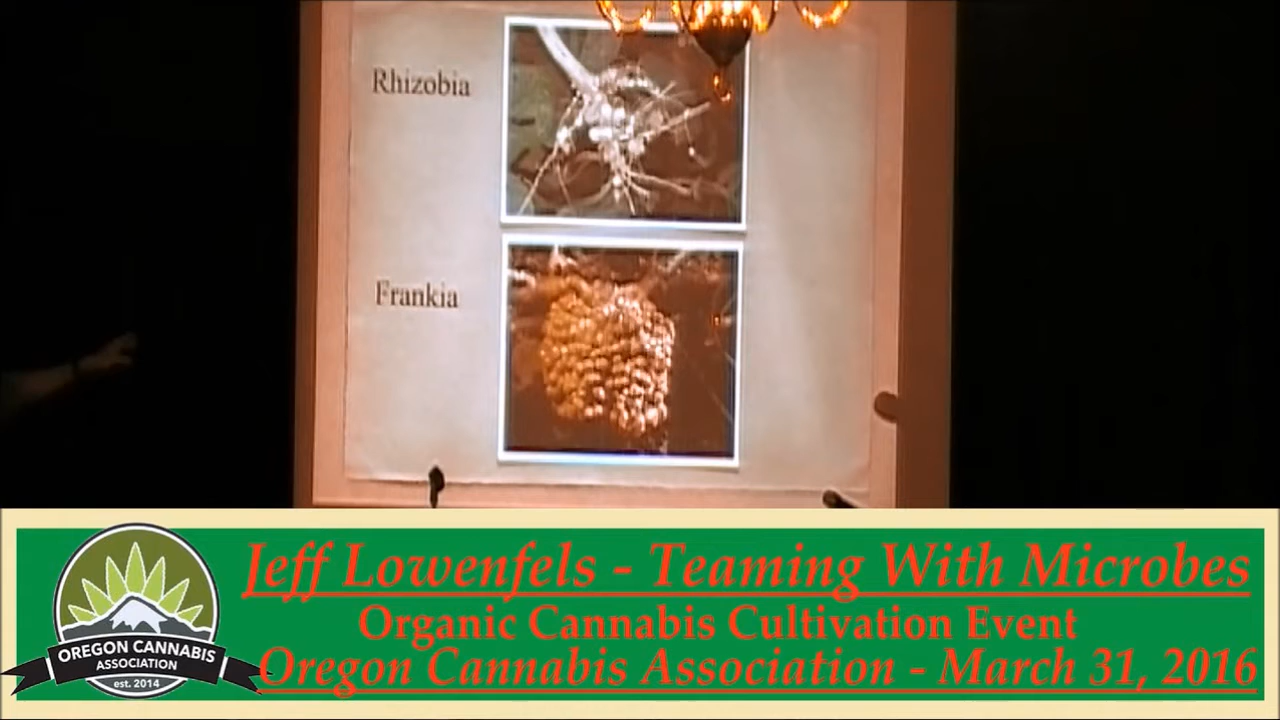 Rhizobia
Frankia
Jeff Lowenfels - Teaming With Microbes
Organic Cannabis Cultivation Event
Oregon Cannabis Association - March 31, 2016
OREGON CANNABIS
ASSOCIATION
est. 2014